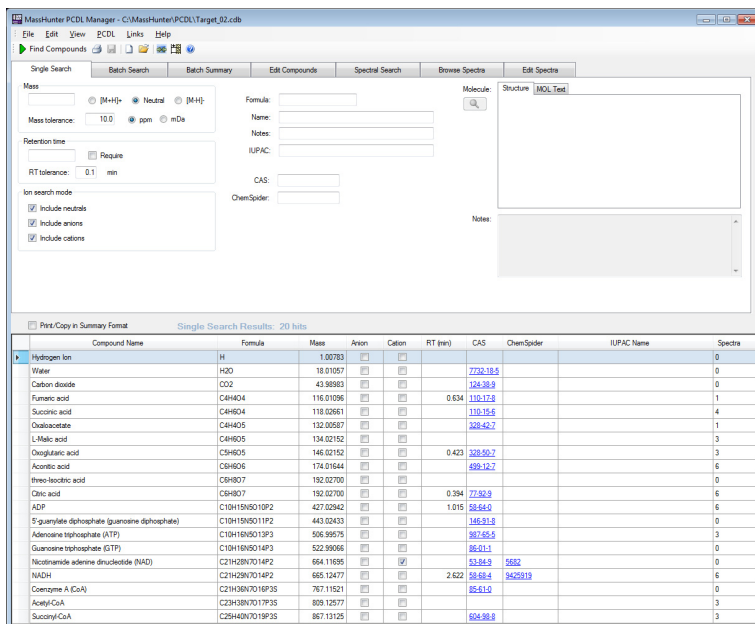 MassHunter PCDL Manager - C:\MassHunter\PCDL\Target_02.cdb
File Edit View PCDL Links Help
Find Compounds
Single Search Batch Search Batch Summary Edit Compounds Spectral Search Browse Spectra Edit Spectra
Mass
[M+H]+ Neutral [M-H]-
Mass tolerance: 10.0 ppm mDa
Retention time
Require
RT tolerance: 0.1 min
Ion search mode
Include neutrals
Include anions
Include cations
Formula:
Name:
Notes:
IUPAC:
CAS:
ChemSpider:
Molecule: Structure MOL Text
Notes:
Print/Copy in Summary Format Single Search Results: 20 hits
Compound Name Formula Mass Anion Cation RT (min) CAS ChemSpider IUPAC Name Spectra
Hydrogen Ion H 1.00783 0
Water H2O 18.01057 7732-18-5 0
Carbon dioxide CO2 43.98983 124-38-9 0
Fumaric acid C4H4O4 116.01096 0.634 110-17-8 1
Succinic acid C4H6O4 118.02661 110-15-6 4
Oxaloacetate C4H4O5 132.00587 328-42-7 1
L-Malic acid C4H6O5 134.02152 3
Oxoglutaric acid C5H6O5 146.02152 0.423 328-50-7 3
Aconitic acid C6H6O6 174.01644 499-12-7 6
threo-Isocitric acid C6H8O7 192.02700 0
Citric acid C6H8O7 192.02700 0.394 77-92-9 6
ADP C10H15N5O10P2 427.02942 1.015 58-64-0 6
5'-guanylate diphosphate (guanosine diphosphate) C10H15N5O11P2 443.02433 146-91-8 0
Adenosine triphosphate (ATP) C10H16N5O13P3 506.99575 987-65-5 3
Guanosine triphosphate (GTP) C10H16N5O14P3 522.99066 86-01-1 0
Nicotinamide adenine dinucleotide (NAD) C21H28N7O14P2 664.11695 53-84-9 5682 0
NADH C21H29N7O14P2 665.12477 2.622 58-68-4 9425919 6
Coenzyme A (CoA) C21H36N7O16P3S 767.11521 85-61-0 0
Acetyl-CoA C23H38N7O17P3S 809.12577 3
Succinyl-CoA C25H40N7O19P3S 867.13125 604-98-8 3